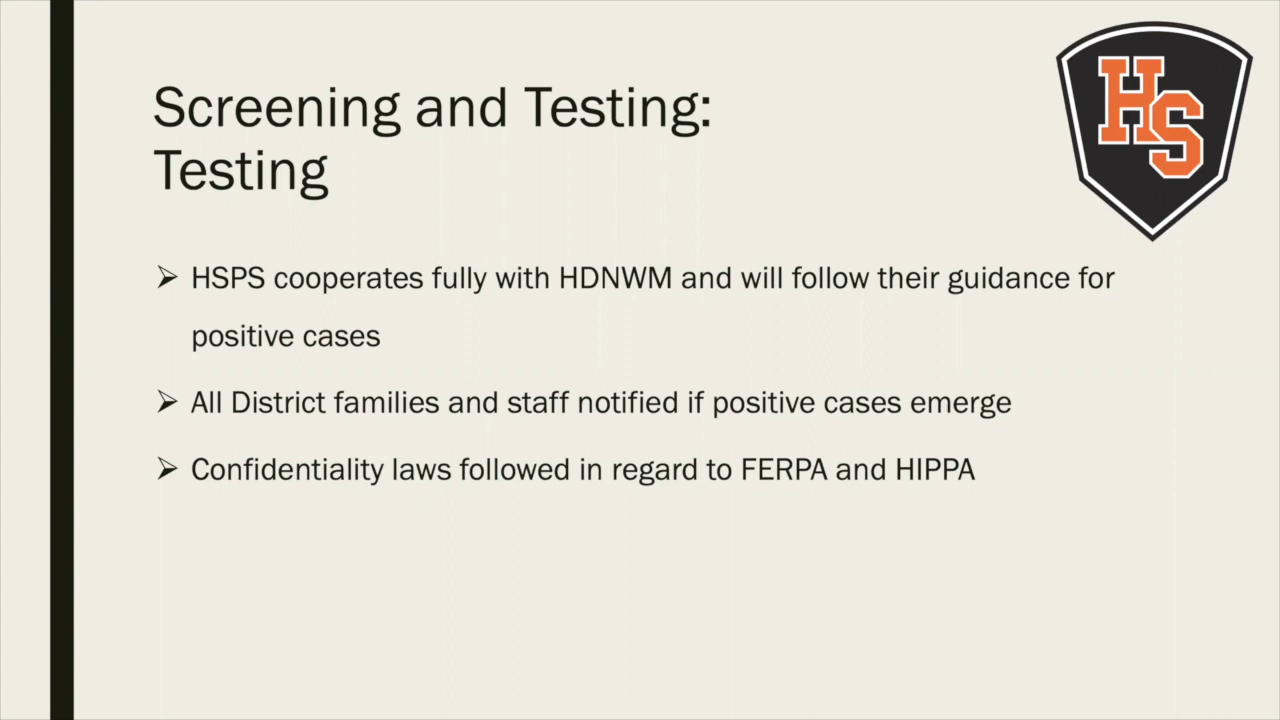 HS
Screening and Testing:
Testing
➢ HSPS cooperates fully with HDNWM and will follow their guidance for
positive cases
➢ All District families and staff notified if positive cases emerge
➢ Confidentiality laws followed in regard to FERPA and HIPPA